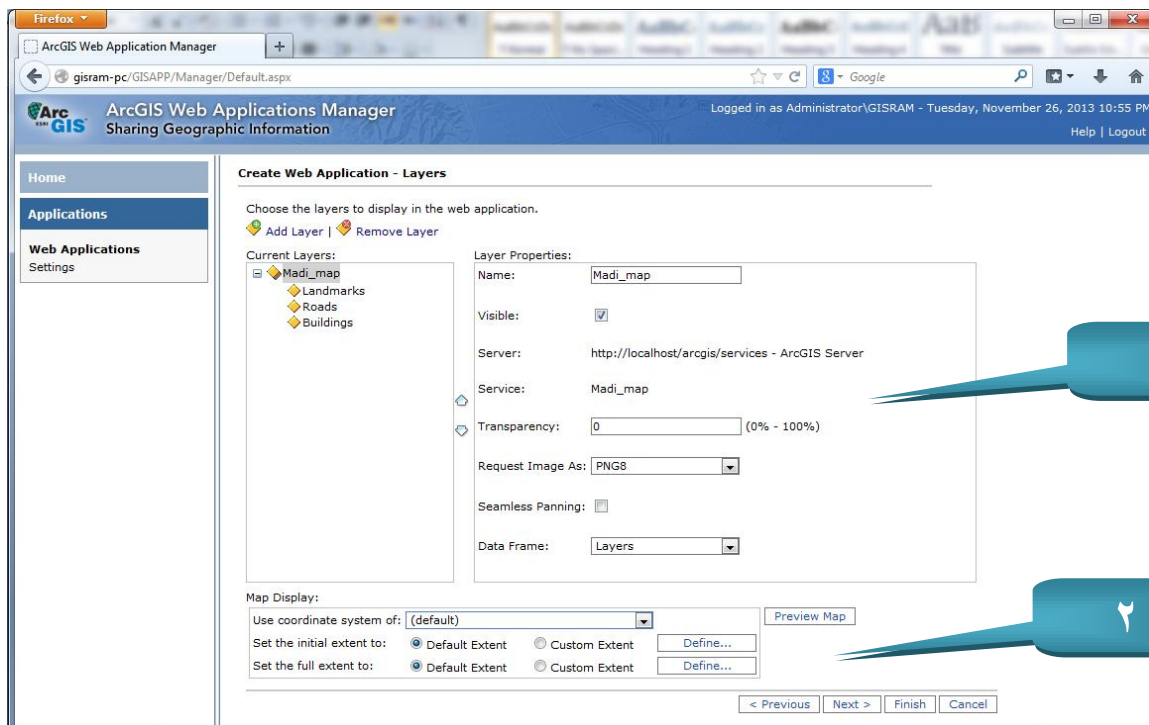 Firefox
ArcGIS Web Application Manager
+
gisram-pc/GISAPP/Manager/Default.aspx
8 Google
Arc GIS
ArcGIS Web Applications Manager
Sharing Geographic Information
Logged in as Administrator\GISRAM - Tuesday, November 26, 2013 10:55 PM
Help | Logout
Home
Applications
Web Applications
Settings
Create Web Application - Layers
Choose the layers to display in the web application.
Add Layer | Remove Layer
Current Layers:
Madi_map
Landmarks
Roads
Buildings
Layer Properties:
Name: Madi_map
Visible:
Server: http://localhost/arcgis/services - ArcGIS Server
Service: Madi_map
Transparency: 0 (0% - 100%)
Request Image As: PNG8
Seamless Panning:
Data Frame: Layers
Map Display:
Use coordinate system of: (default)
Preview Map
Set the initial extent to: Default Extent Custom Extent Define...
Set the full extent to: Default Extent Custom Extent Define...
٢
< Previous Next > Finish Cancel